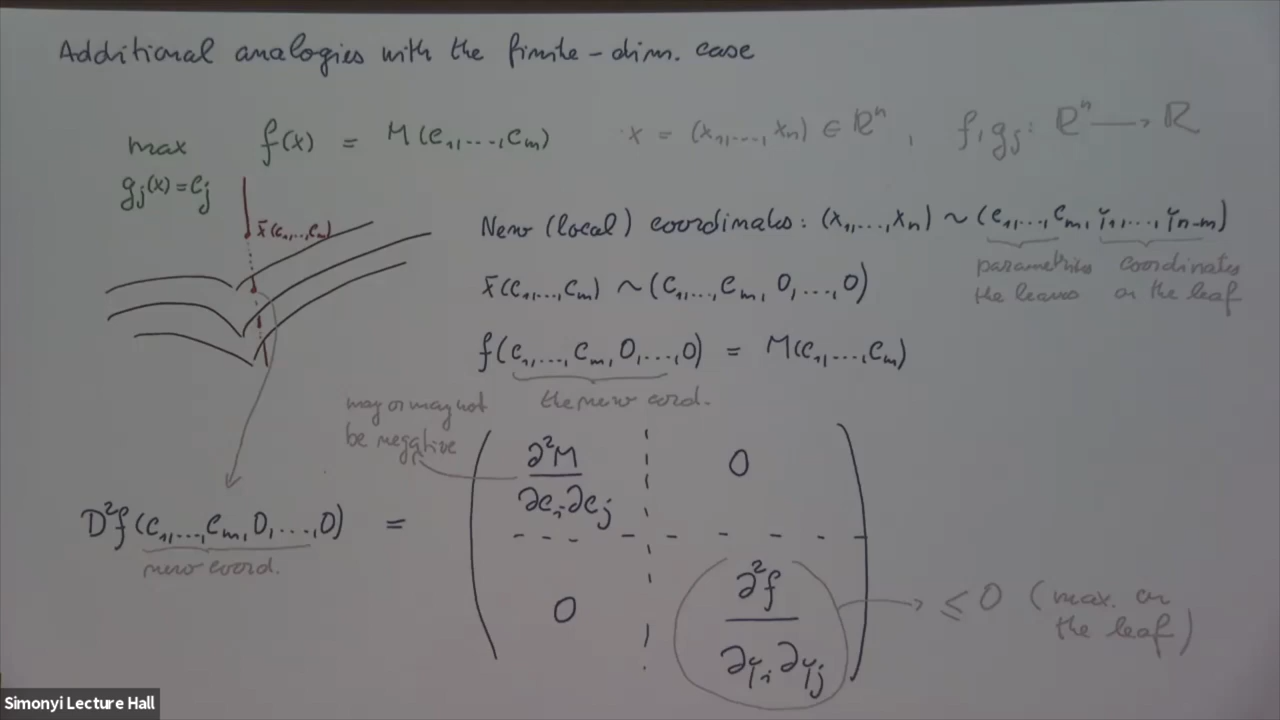 Additional analogies with the finite-dim. case
max f(x) = M(c₁,...,cₘ) x = (x₁,...,xₙ) ∈ ℝⁿ, f, gⱼ: ℝⁿ → ℝ
gⱼ(x) = cⱼ
x̄(c₁,...,cₘ)
New (local) coordinates: (x₁,...,xₙ) ~ (c₁,...,cₘ, y₁,...,yₙ₋ₘ)
parametrizes the leaves
coordinates on the leaf
x̄(c₁,...,cₘ) ~ (c₁,...,cₘ, 0,...,0)
f(c₁,...,cₘ, 0,...,0) = M(c₁,...,cₘ)
the new coord.
may or may not
be negative
D²f(c₁,...,cₘ, 0,...,0) =
new coord.
∂²M/∂cᵢ∂cⱼ 0
0 ∂²f/∂yᵢ∂yⱼ
≤ 0 (max. on
the leaf)
Simonyi Lecture Hall